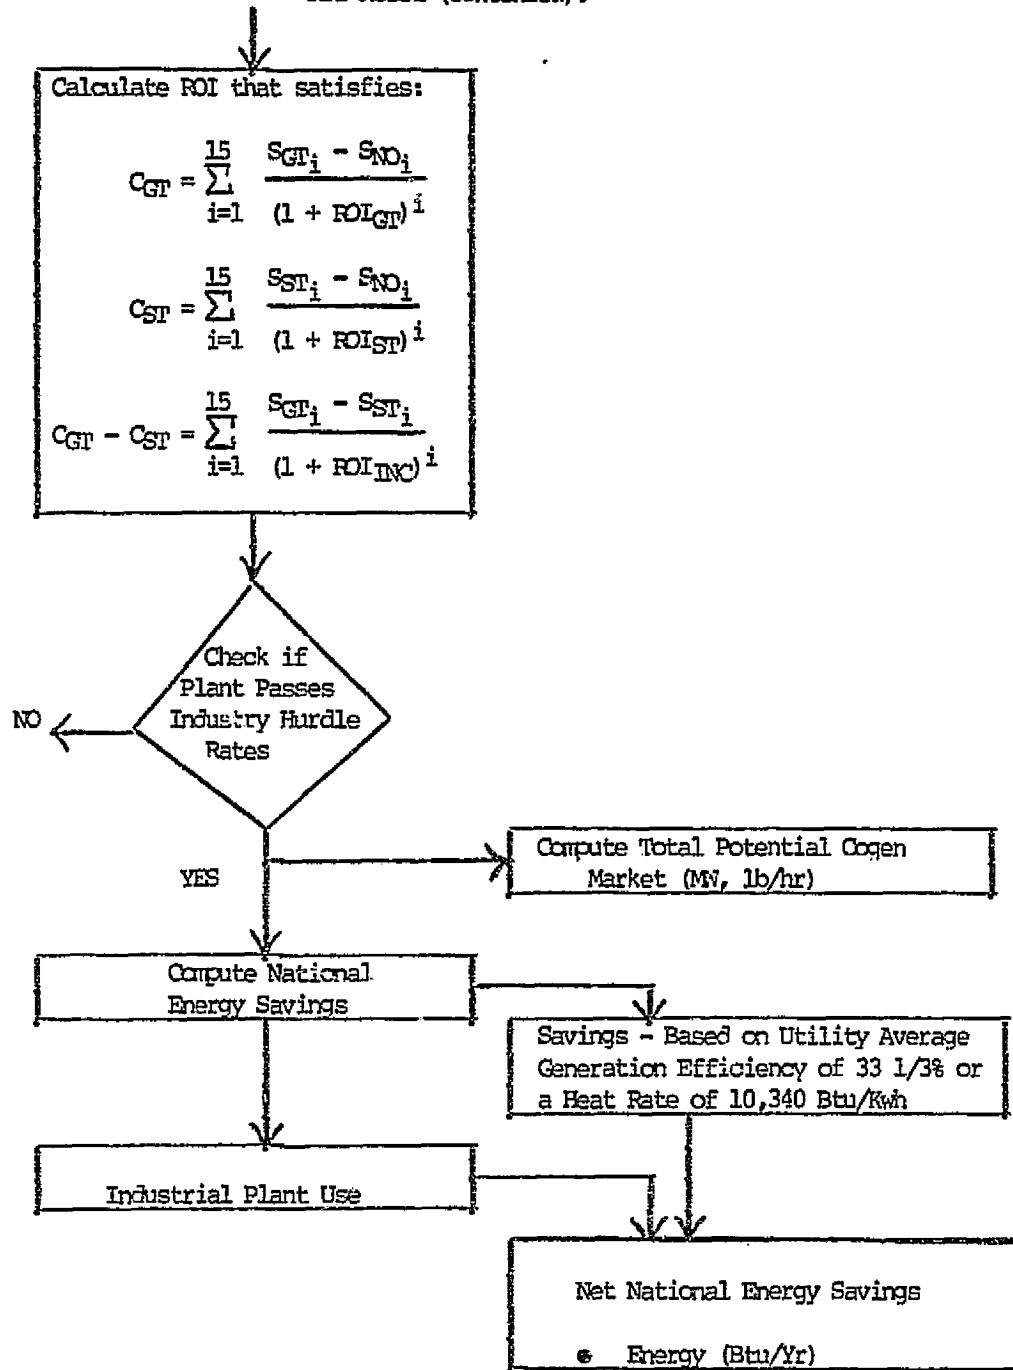 (Continued).
Calculate ROI that satisfies:
C_GT = 15∑i=1 (S_GT_i - S_NO_i) / (1 + ROI_GT)^i
C_ST = 15∑i=1 (S_ST_i - S_NO_i) / (1 + ROI_ST)^i
C_GT - C_ST = 15∑i=1 (S_GT_i - S_ST_i) / (1 + ROI_INC)^i
Check if
Plant Passes
Industry Hurdle
Rates
NO
YES
Compute Total Potential Cogen
Market (MW, lb/hr)
Compute National
Energy Savings
Savings - Based on Utility Average
Generation Efficiency of 33 1/3% or
a Heat Rate of 10,340 Btu/Kwh
Industrial Plant Use
Net National Energy Savings
● Energy (Btu/Yr)